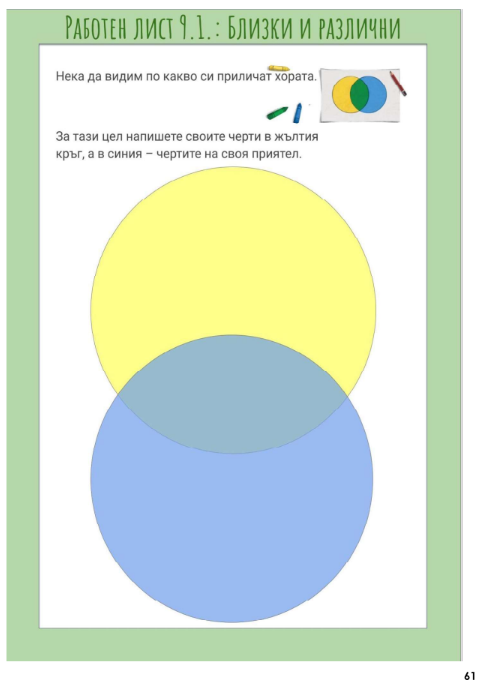 Работен лист 9.1.: Близки и различни
Нека да видим по какво си приличат хората.
За тази цел напишете своите черти в жълтия
кръг, а в синия – чертите на своя приятел.
61